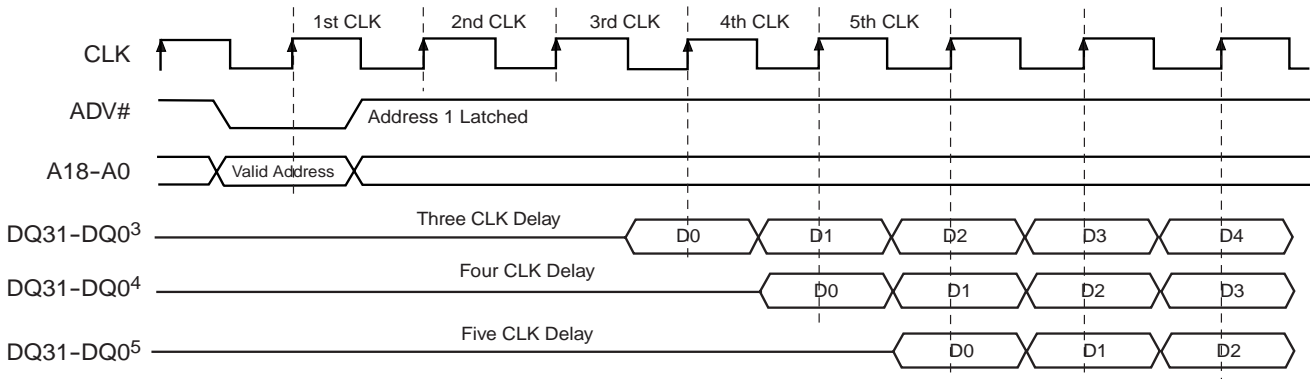 1st CLK 2nd CLK 3rd CLK 4th CLK 5th CLK
CLK
ADV#
Address 1 Latched
A18-A0 Valid Address
Three CLK Delay
DQ31-DQ0³ D0 D1 D2 D3 D4
Four CLK Delay
DQ31-DQ0⁴ D0 D1 D2 D3
Five CLK Delay
DQ31-DQ0⁵ D0 D1 D2